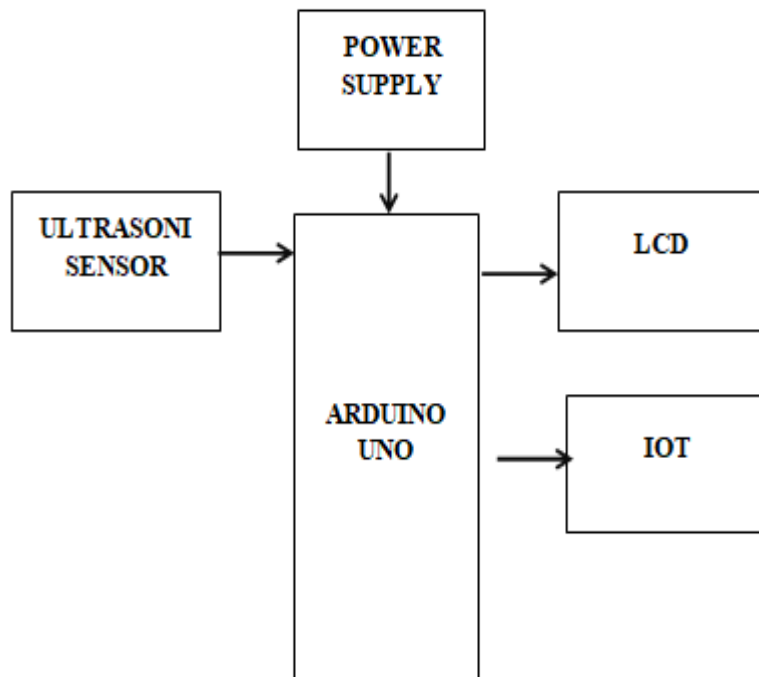 POWER
SUPPLY
ULTRASONI
SENSOR
LCD
ARDUINO
UNO
IOT